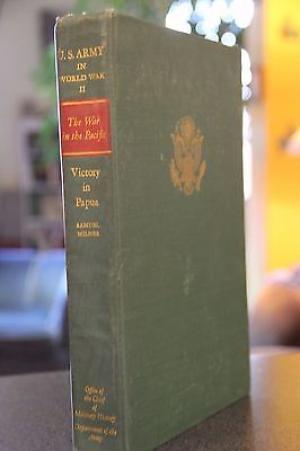 U. S. ARMY
IN
WORLD WAR
II
The War
in the Pacific
Victory
in
Papua
SAMUEL
MILNER
Office of
the Chief
of
Military History
Department of the
Army